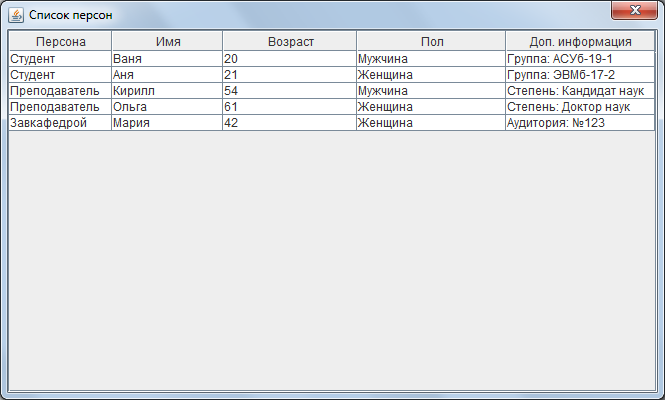 Список персон
Персона Имя Возраст Пол Доп. информация
Студент Ваня 20 Мужчина Группа: АСУб-19-1
Студент Аня 21 Женщина Группа: ЭВМб-17-2
Преподаватель Кирилл 54 Мужчина Степень: Кандидат наук
Преподаватель Ольга 61 Женщина Степень: Доктор наук
Завкафедрой Мария 42 Женщина Аудитория: №123